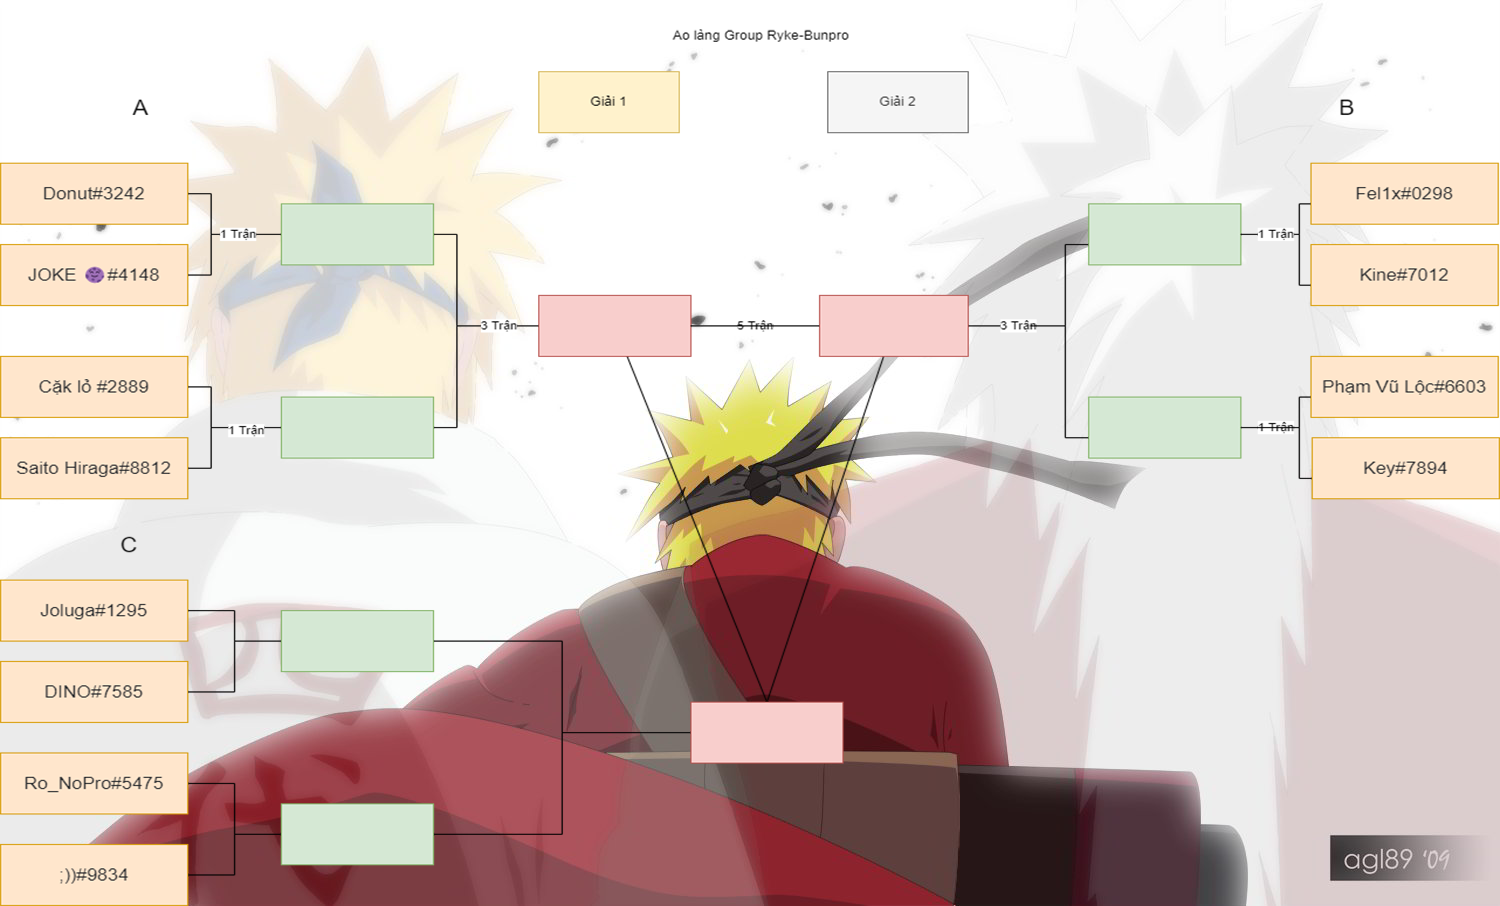 Ao làng Group Ryke-Bunpro
Giải 1
Giải 2
A
B
Donut#3242
JOKE #4148
1 Trận
Cặk lỏ #2889
Saito Hiraga#8812
1 Trận
3 Trận
5 Trận
3 Trận
Fel1x#0298
Kine#7012
1 Trận
Phạm Vũ Lộc#6603
Key#7894
1 Trận
C
Joluga#1295
DINO#7585
Ro_NoPro#5475
;))#9834
agl89 '09